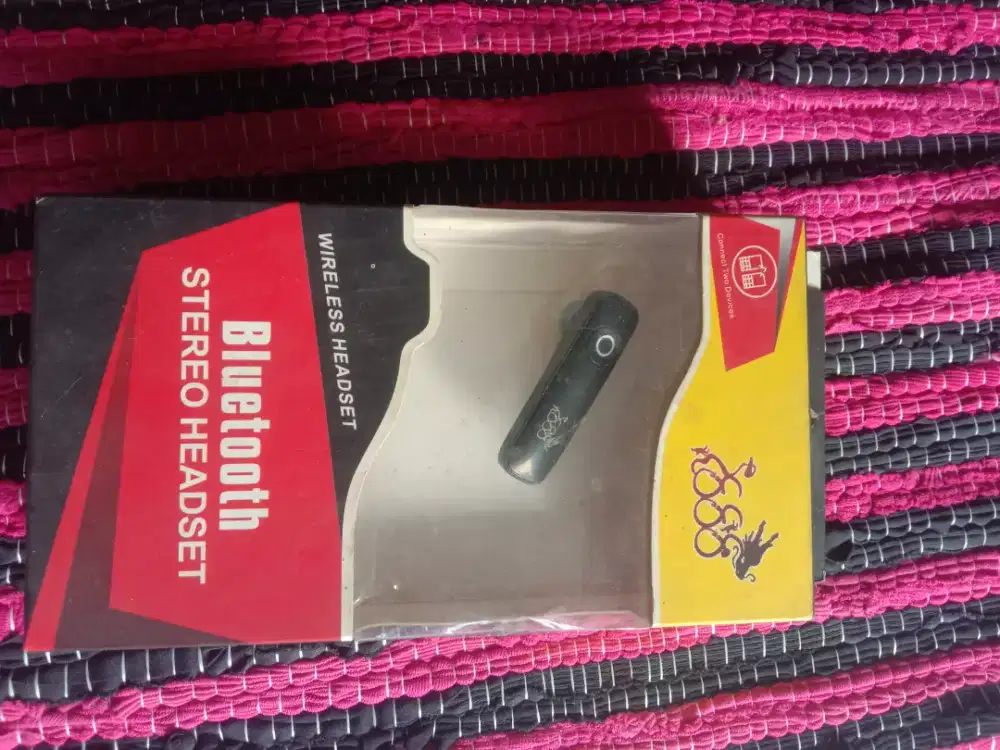 Connect Two Devices
WIRELESS HEADSET
Bluetooth
STEREO HEADSET